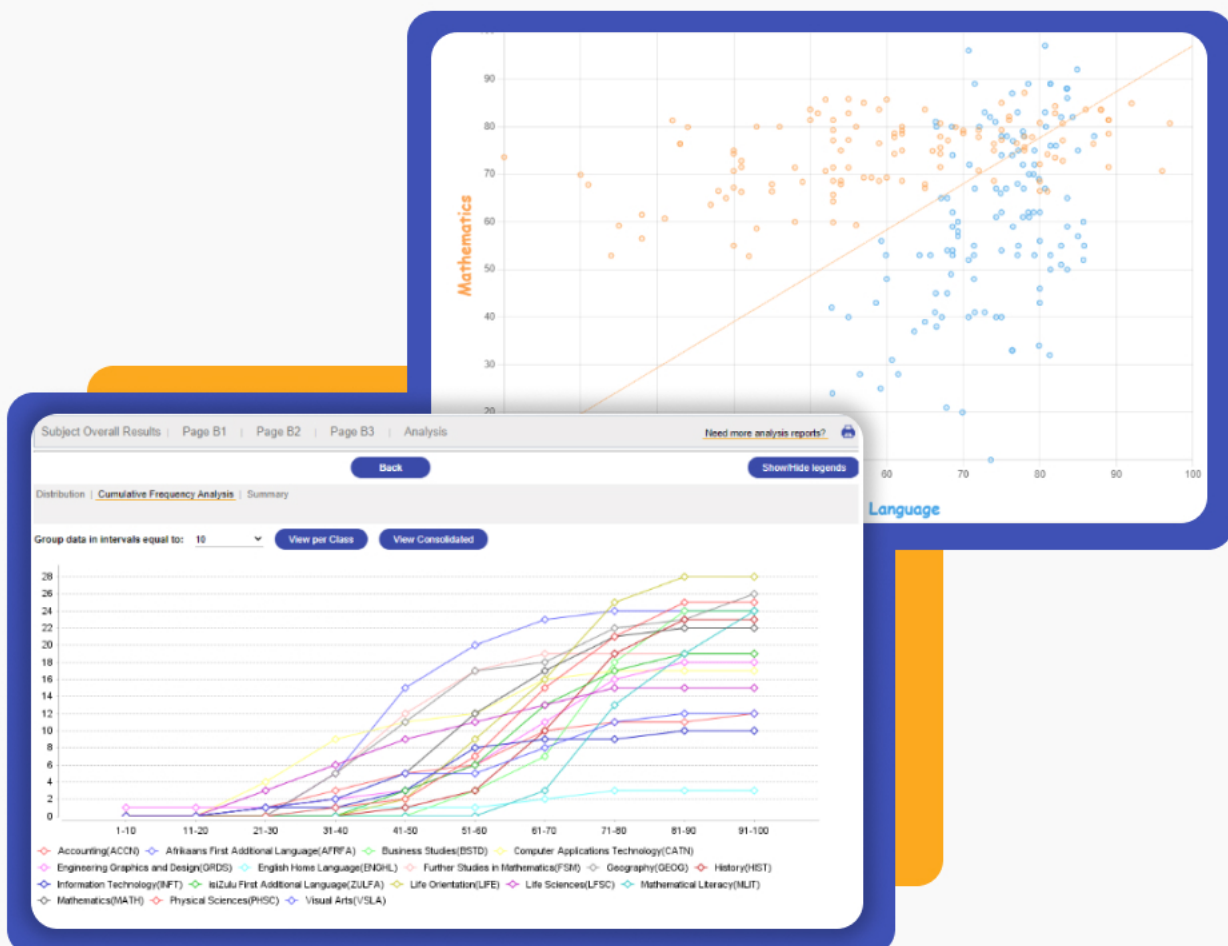 90
80
70
60
50
40
30
20
Mathematics
60 70 80 90 100
Language
Subject Overall Results | Page B1 | Page B2 | Page B3 | Analysis
Need more analysis reports?
Back
Show/Hide legends
Distribution | Cumulative Frequency Analysis | Summary
Group data in intervals equal to: 10
View per Class
View Consolidated
28
26
24
22
20
18
16
14
12
10
8
6
4
2
0
1-10 11-20 21-30 31-40 41-50 51-60 61-70 71-80 81-90 91-100
Accounting(ACCN) Afrikaans First Additional Language(AFRFA) Business Studies(BSTD) Computer Applications Technology(CATN)
Engineering Graphics and Design(GRDS) English Home Language(ENGHL) Further Studies in Mathematics(FSM) Geography(GEOG) History(HIST)
Information Technology(INFT) isiZulu First Additional Language(ZULFA) Life Orientation(LIFE) Life Sciences(LFSC) Mathematical Literacy(MLIT)
Mathematics(MATH) Physical Sciences(PHSC) Visual Arts(VSLA)